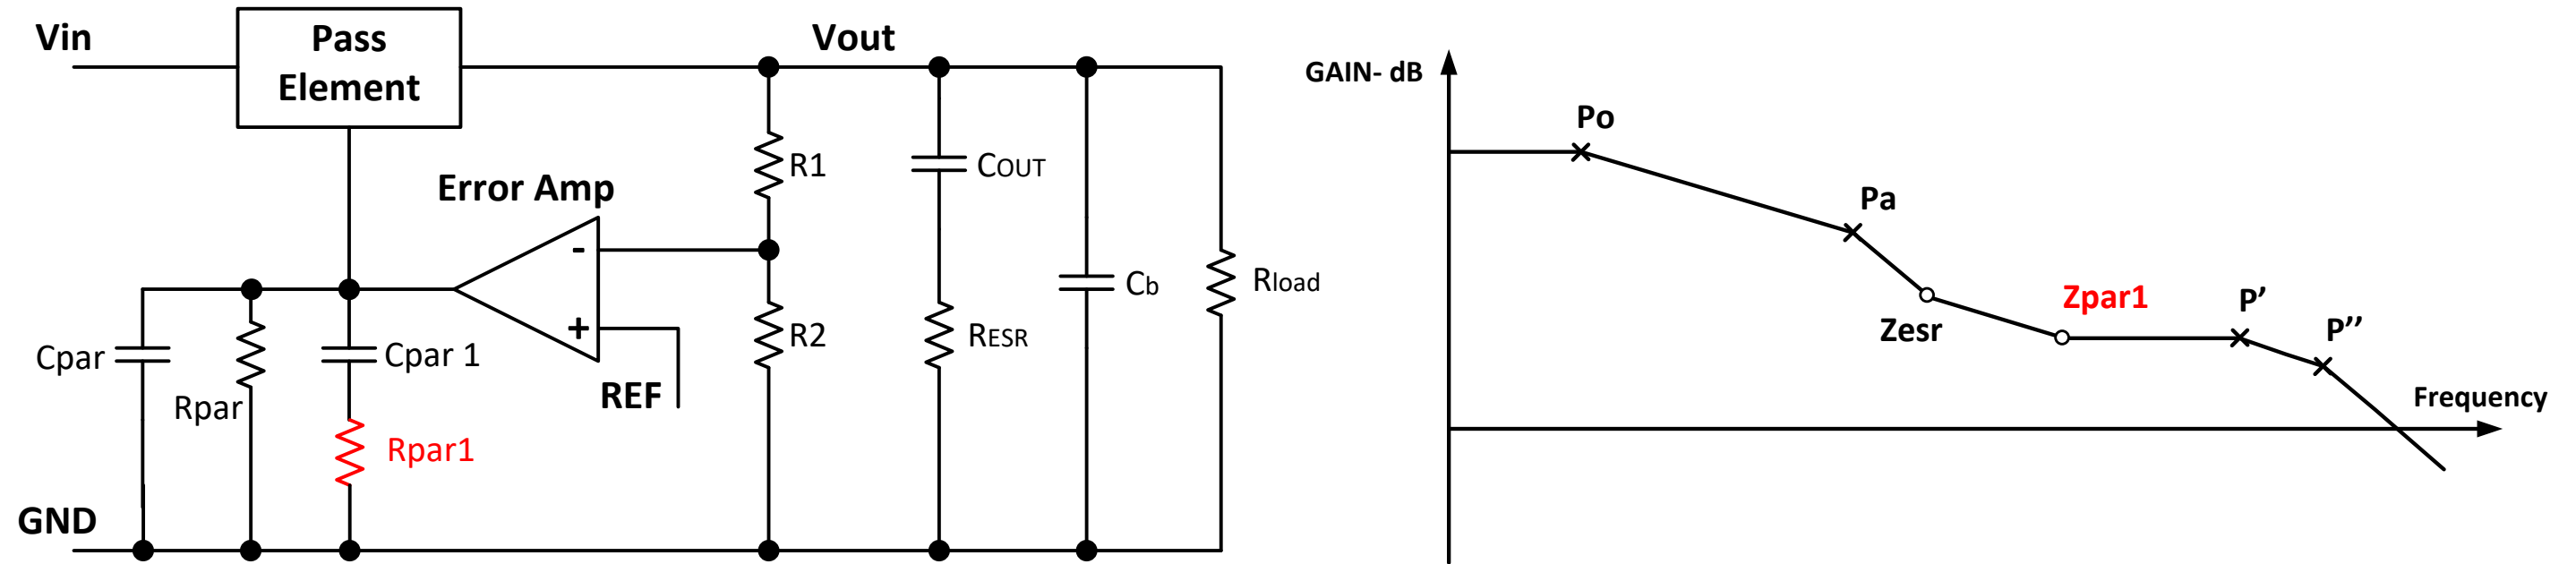 Vin
Pass
Element
Vout
R1
COUT
Error Amp
-
+
REF
R2
RESR
Cb
Rload
Cpar
Rpar
Cpar 1
Rpar1
GND
GAIN- dB
Po
Pa
Zesr
Zpar1
P’
P’’
Frequency